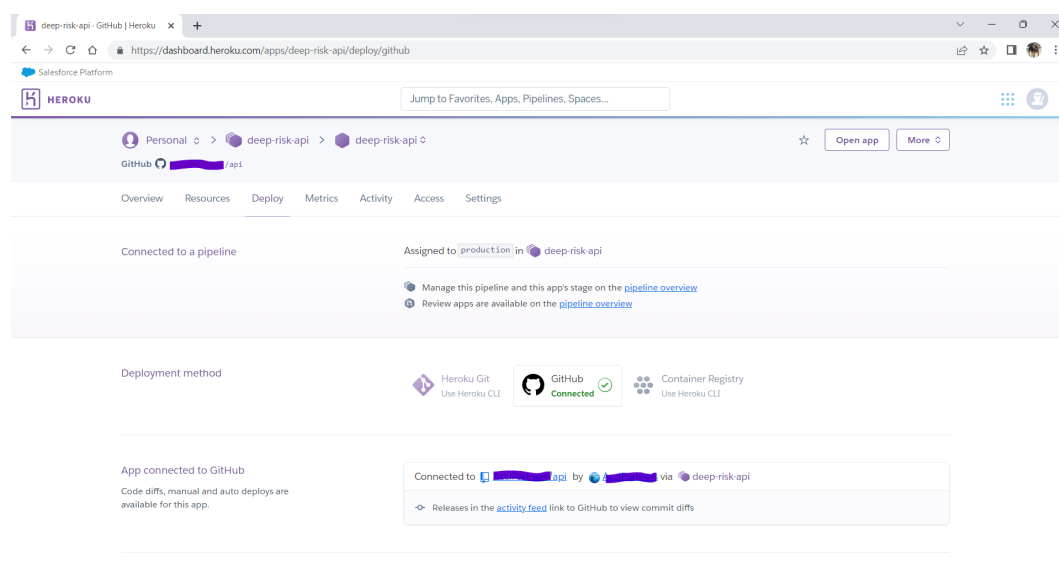 deep-risk-api · GitHub | Heroku
https://dashboard.heroku.com/apps/deep-risk-api/deploy/github
Salesforce Platform
HEROKU
Jump to Favorites, Apps, Pipelines, Spaces...
Personal > deep-risk-api > deep-risk-api
Open app
More
GitHub /api
Overview Resources Deploy Metrics Activity Access Settings
Connected to a pipeline
Assigned to production in deep-risk-api
Manage this pipeline and this app's stage on the pipeline overview
Review apps are available on the pipeline overview
Deployment method
Heroku Git
Use Heroku CLI
GitHub
Connected
Container Registry
Use Heroku CLI
App connected to GitHub
Code diffs, manual and auto deploys are
available for this app.
Connected to api by via deep-risk-api
Releases in the activity feed link to GitHub to view commit diffs